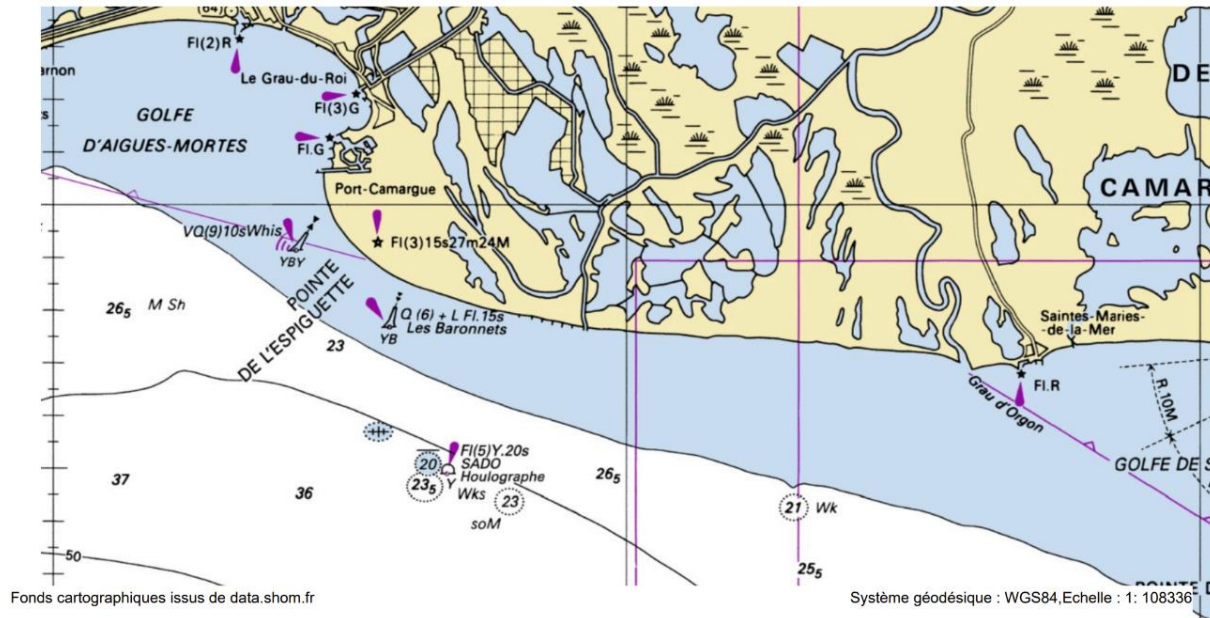 (64)
Fl(2)R
arnon
ts
Le Grau-du-Roi
DE
GOLFE
D'AIGUES-MORTES
Fl(3)G
Fl.G
Port-Camargue
CAMAR
VQ(9)10sWhis
YBY
Fl(3)15s27m24M
POINTE
DE L'ESPIGUETTE
26₅ M Sh
Q (6) + L Fl.15s
Les Baronnets
YB
23
Saintes-Maries-
de-la-Mer
Fl.R
Grau d'Orgon
R.10M
GOLFE DE S
Fl(5)Y.20s
20 SADO
Houlographe
Y
23₅ Wks
23
soM
37
36
26₅
21 Wk
50
25₅
POINTE D
Fonds cartographiques issus de data.shom.fr
Système géodésique : WGS84,Echelle : 1: 108336